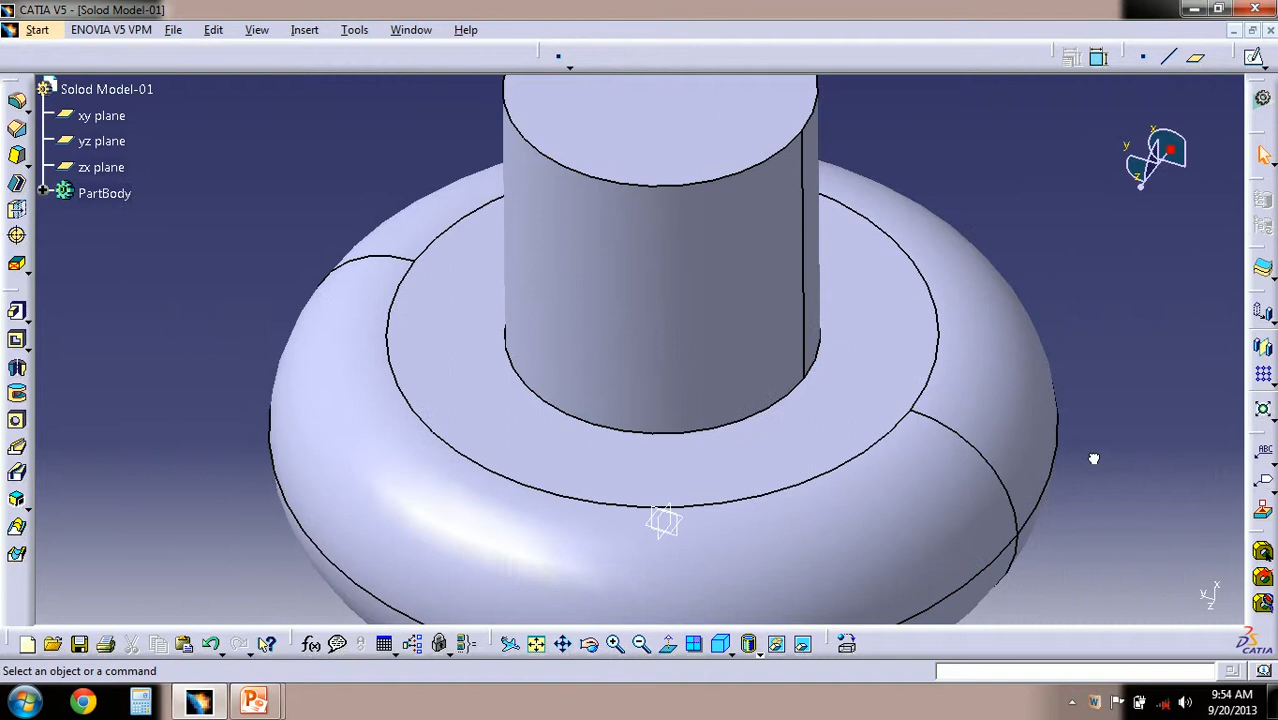 CATIA V5 - [Solod Model-01]
Start ENOVIA V5 VPM File Edit View Insert Tools Window Help
Solod Model-01
xy plane
yz plane
zx plane
PartBody
x
y
z
x
y
z
ABC
f(x)
CATIA
Select an object or a command
9:54 AM
9/20/2013